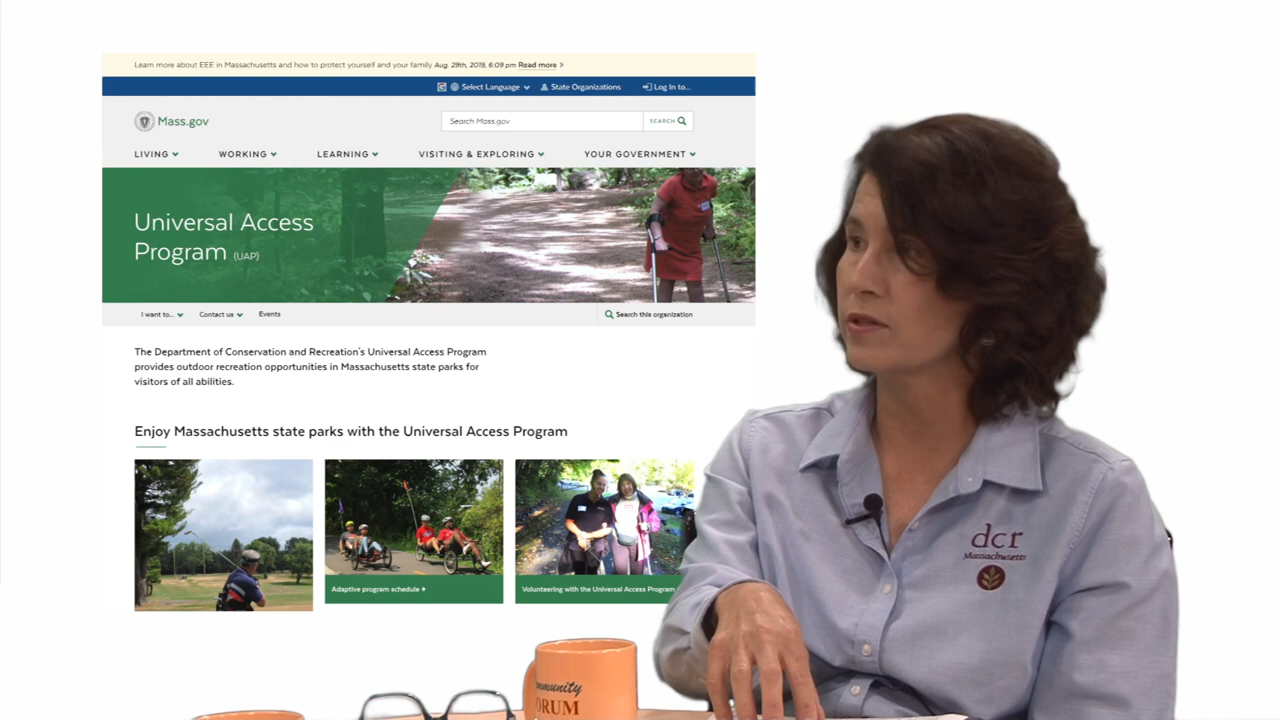 Learn more about EEE in Massachusetts and how to protect yourself and your family Aug. 29th, 2019, 6:09 pm Read more >
Select Language State Organizations Log In to...
Mass.gov
Search Mass.gov SEARCH
LIVING WORKING LEARNING VISITING & EXPLORING YOUR GOVERNMENT
Universal Access
Program (UAP)
I want to... Contact us Events Search this organization
The Department of Conservation and Recreation's Universal Access Program
provides outdoor recreation opportunities in Massachusetts state parks for
visitors of all abilities.
Enjoy Massachusetts state parks with the Universal Access Program
Adaptive program schedule
Volunteering with the Universal Access Program
dcr
Massachusetts
mmunity
ORUM